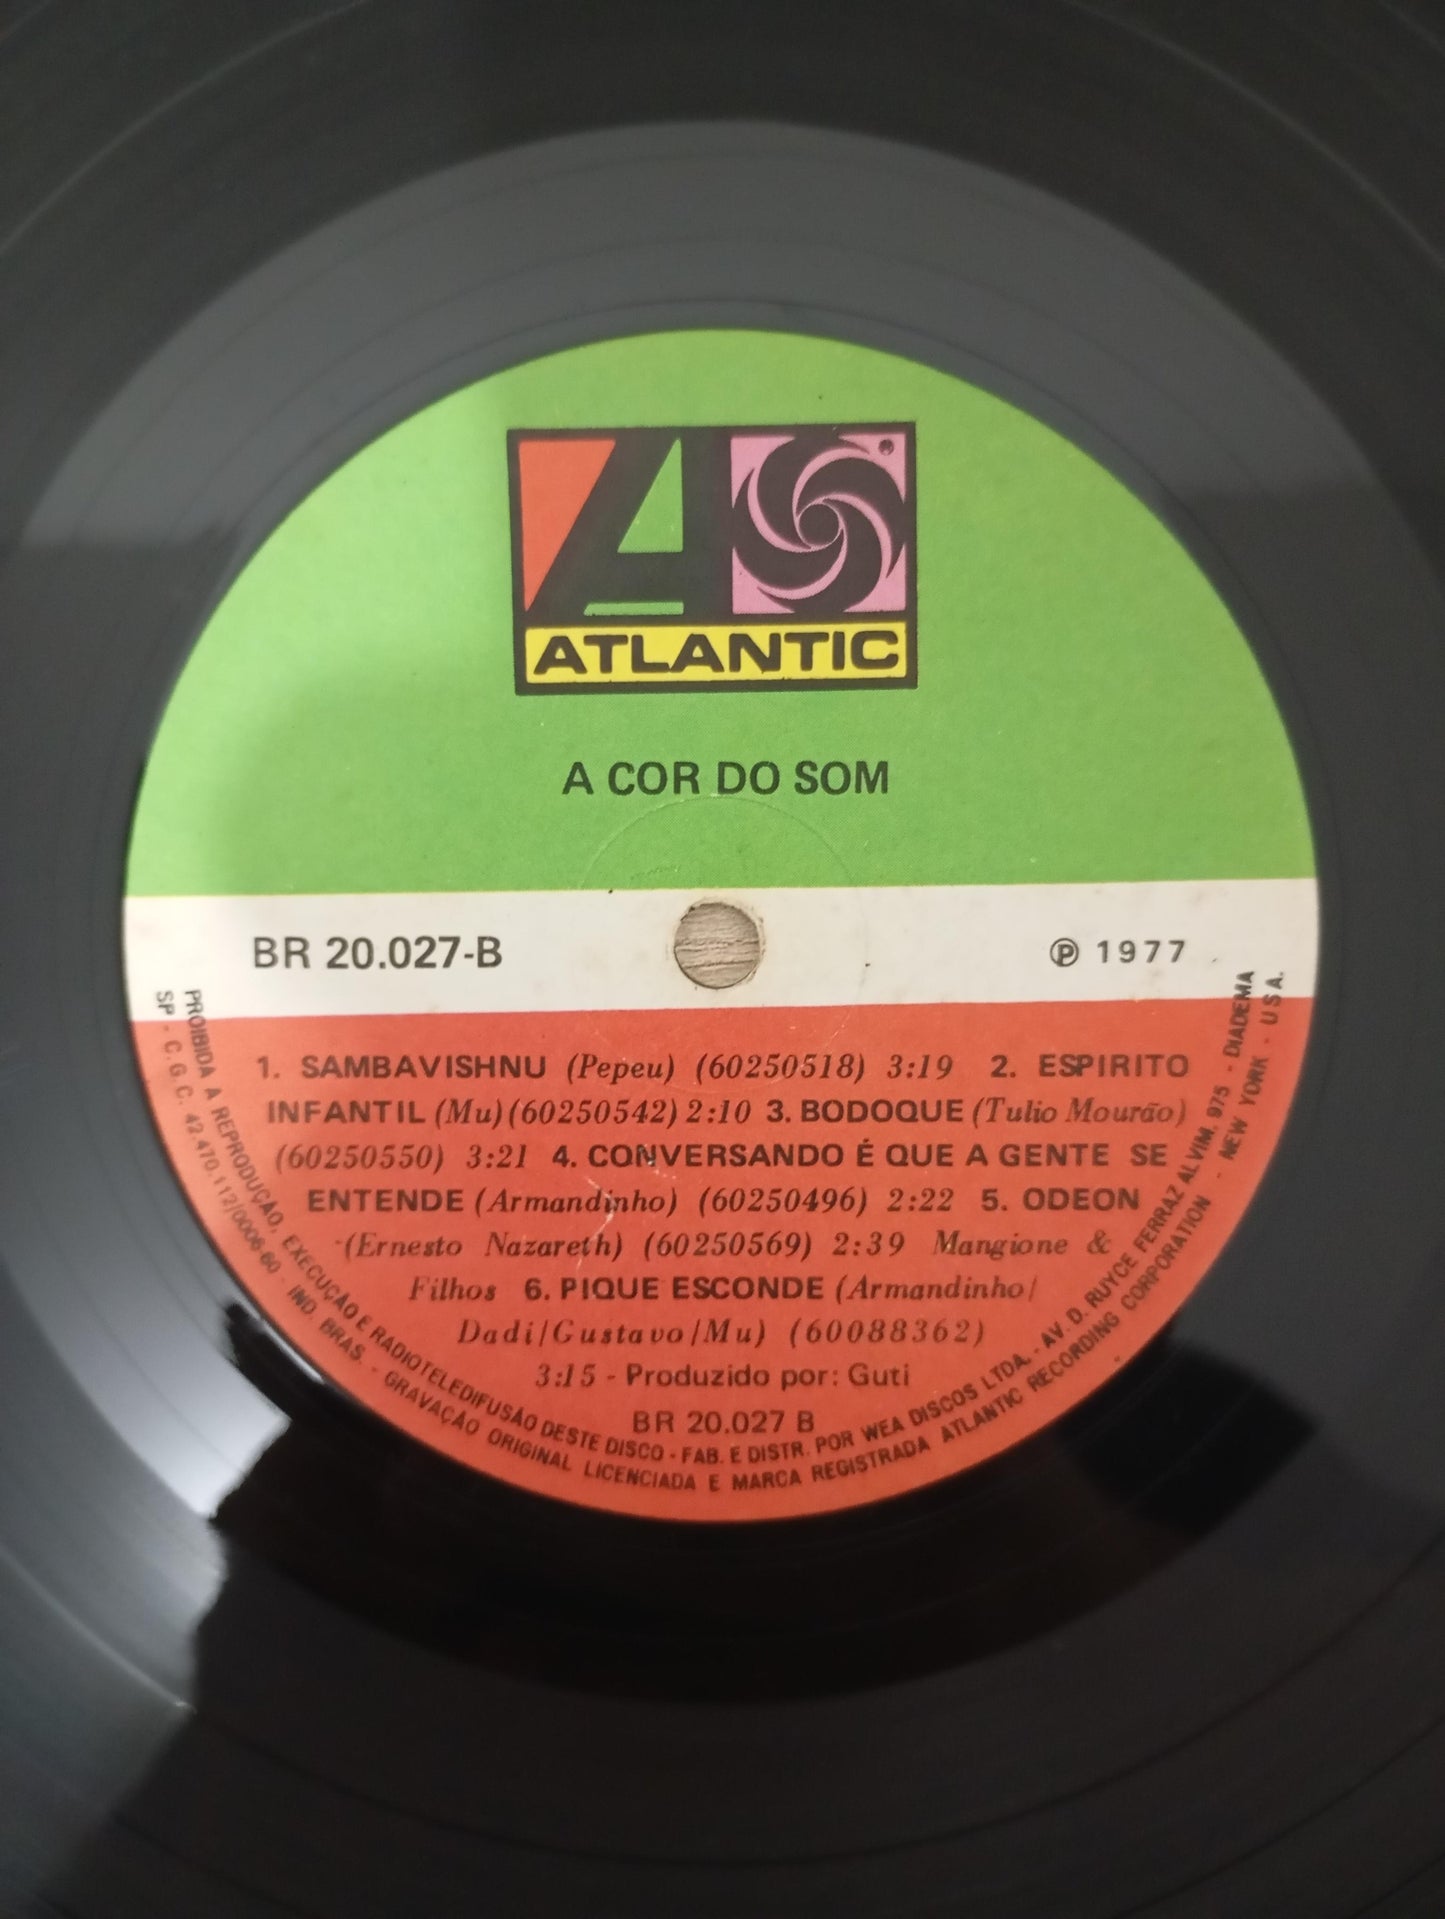 ATLANTIC
A COR DO SOM
BR 20.027-B
℗ 1977
1. SAMBAVISHNU (Pepeu) (60250518) 3:19 2. ESPIRITO
INFANTIL (Mu) (60250542) 2:10 3. BODOQUE (Tulio Mourão)
(60250550) 3:21 4. CONVERSANDO É QUE A GENTE SE
ENTENDE (Armandinho) (60250496) 2:22 5. ODEON
(Ernesto Nazareth) (60250569) 2:39 Mangione &
Filhos 6. PIQUE ESCONDE (Armandinho/
Dadi/Gustavo/Mu) (60088362)
3:15 - Produzido por: Guti
BR 20.027 B
PROIBIDA A REPRODUÇÃO, EXECUÇÃO E RADIOTELEDIFUSÃO DESTE DISCO - FAB. E DISTR. POR WEA DISCOS LTDA. - AV. D. RUYCE FERRAZ ALVIM, 975 - DIADEMA
SP - C.G.C. 42.470.112/0006-60 - IND. BRAS. - GRAVAÇÃO ORIGINAL LICENCIADA E MARCA REGISTRADA ATLANTIC RECORDING CORPORATION - NEW YORK - USA.